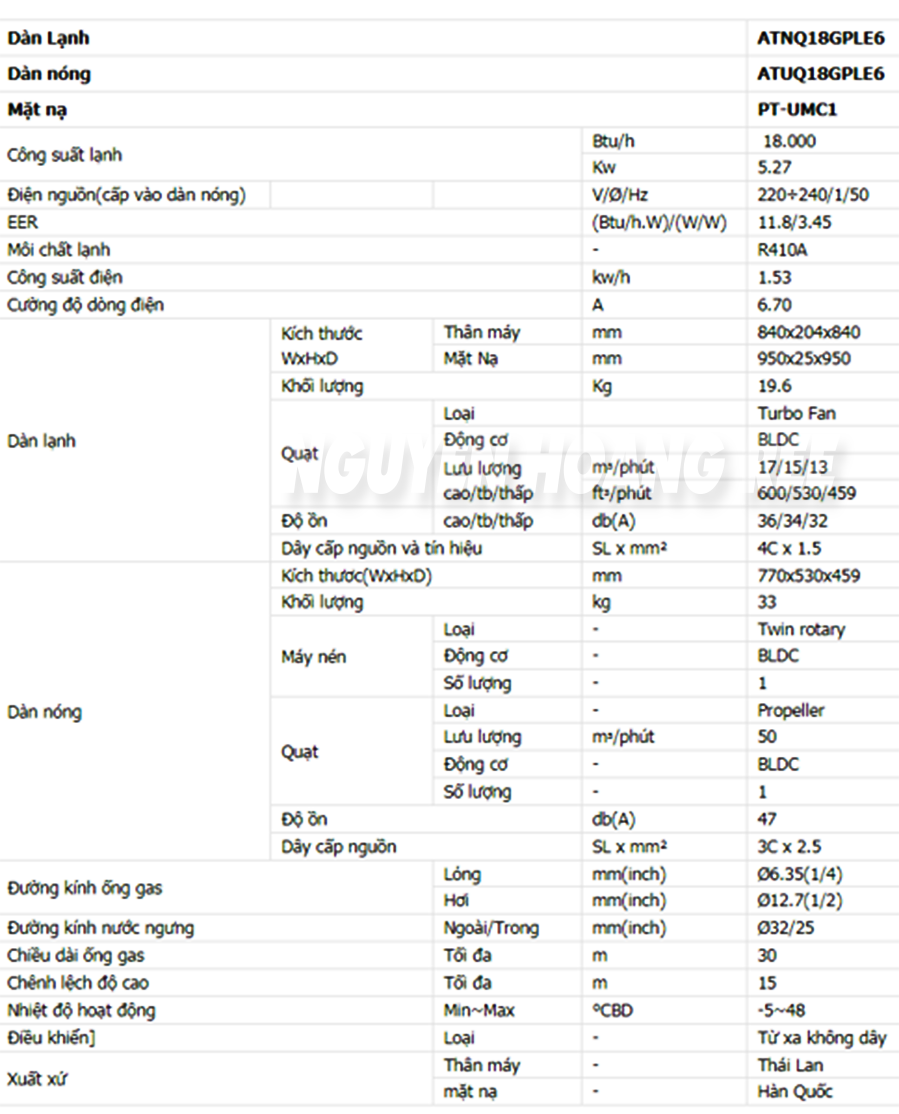 Dàn Lạnh ATNQ18GPLE6
Dàn nóng ATUQ18GPLE6
Mặt nạ PT-UMC1
Công suất lạnh Btu/h 18.000
Kw 5.27
Điện nguồn(cấp vào dàn nóng) V/Ø/Hz 220÷240/1/50
EER (Btu/h.W)/(W/W) 11.8/3.45
Môi chất lạnh - R410A
Công suất điện kw/h 1.53
Cường độ dòng điện A 6.70
Dàn lạnh Kích thước Thân máy mm 840x204x840
WxHxD Mặt Nạ mm 950x25x950
Khối lượng Kg 19.6
Quạt Loại Turbo Fan
Động cơ BLDC
Lưu lượng m³/phút 17/15/13
cao/tb/thấp ft³/phút 600/530/459
NGUYEN HOANG REE
Độ ồn cao/tb/thấp db(A) 36/34/32
Dây cấp nguồn và tín hiệu SL x mm² 4C x 1.5
Dàn nóng Kích thươc(WxHxD) mm 770x530x459
Khối lượng kg 33
Máy nén Loại - Twin rotary
Động cơ - BLDC
Số lượng - 1
Quạt Loại - Propeller
Lưu lượng m³/phút 50
Động cơ - BLDC
Số lượng - 1
Độ ồn db(A) 47
Dây cấp nguồn SL x mm² 3C x 2.5
Đường kính ống gas Lỏng mm(inch) Ø6.35(1/4)
Hơi mm(inch) Ø12.7(1/2)
Đường kính nước ngưng Ngoài/Trong mm(inch) Ø32/25
Chiều dài ống gas Tối đa m 30
Chênh lệch độ cao Tối đa m 15
Nhiệt độ hoạt động Min~Max ºCBD -5~48
Điều khiển] Loại - Từ xa không dây
Xuất xứ Thân máy - Thái Lan
mặt nạ - Hàn Quốc